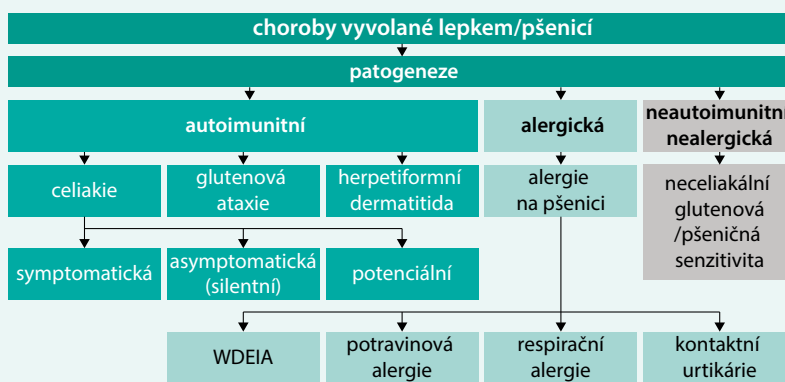 choroby vyvolané lepkem/pšenicí
patogeneze
autoimunitní
alergická
neautoimunitní
nealergická
celiakie
glutenová
ataxie
herpetiformní
dermatitida
alergie
na pšenici
neceliakální
glutenová
/pšeničná
senzitivita
symptomatická
asymptomatická
(silentní)
potenciální
WDEIA
potravinová
alergie
respirační
alergie
kontaktní
urtikárie